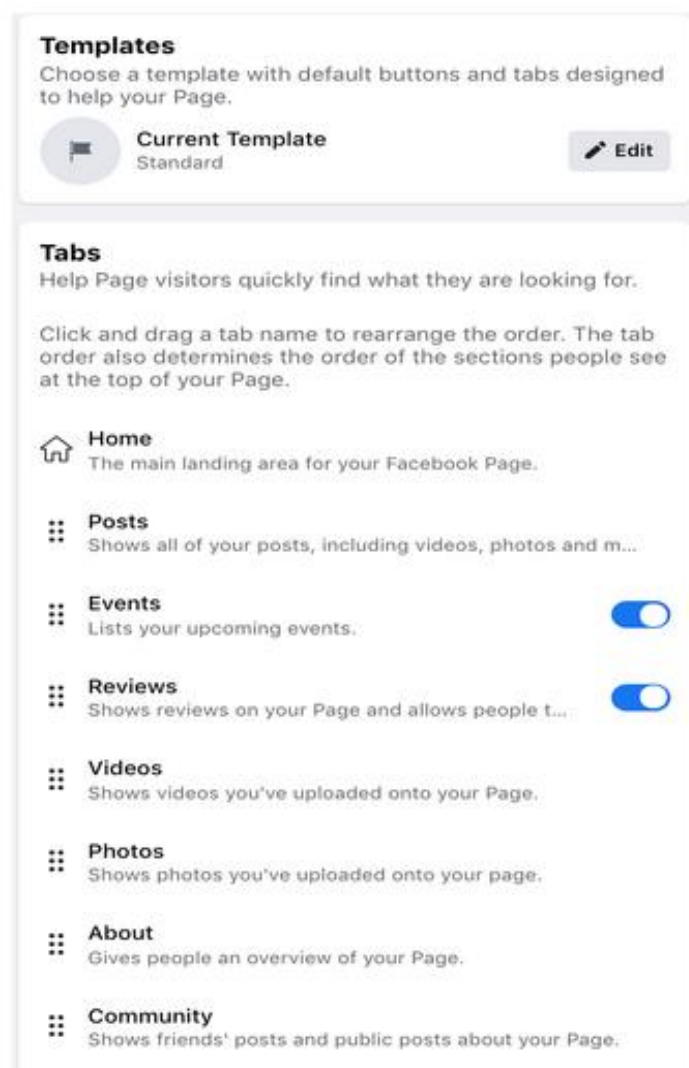 Templates
Choose a template with default buttons and tabs designed
to help your Page.
Current Template
Standard
Edit
Tabs
Help Page visitors quickly find what they are looking for.
Click and drag a tab name to rearrange the order. The tab
order also determines the order of the sections people see
at the top of your Page.
Home
The main landing area for your Facebook Page.
Posts
Shows all of your posts, including videos, photos and m...
Events
Lists your upcoming events.
Reviews
Shows reviews on your Page and allows people t...
Videos
Shows videos you've uploaded onto your Page.
Photos
Shows photos you've uploaded onto your page.
About
Gives people an overview of your Page.
Community
Shows friends' posts and public posts about your Page.